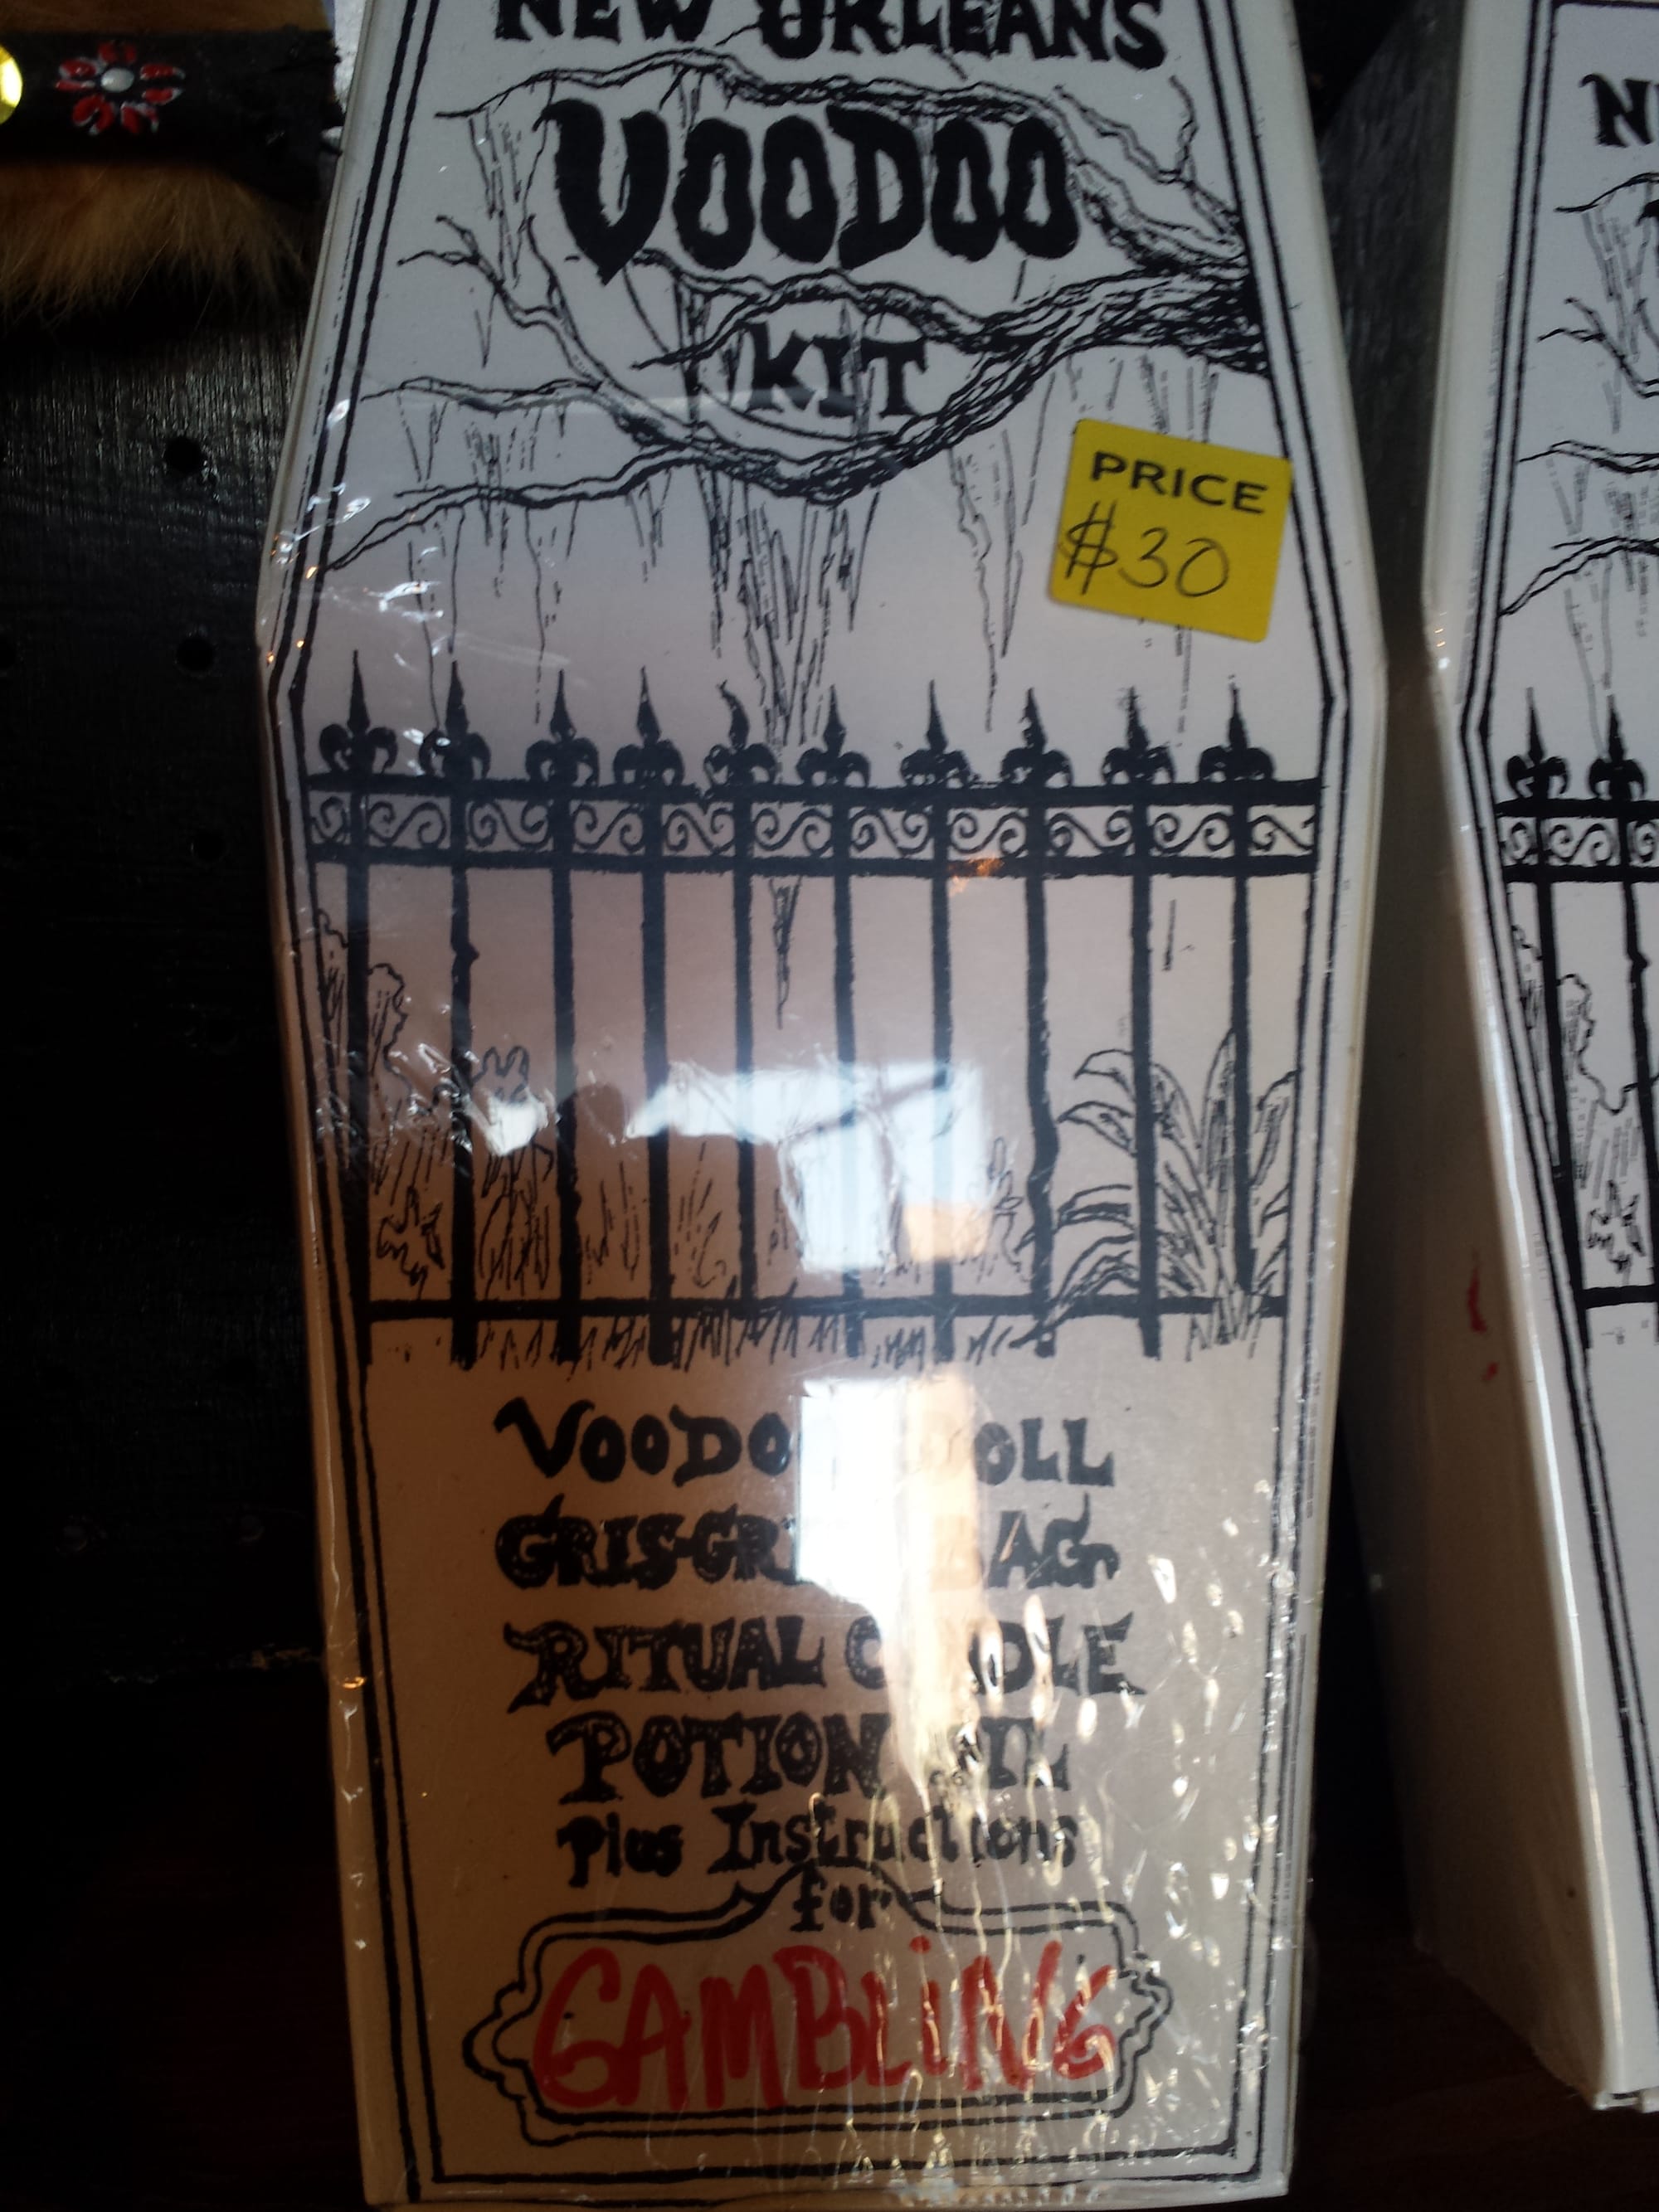 NEW ORLEANS
VOODOO
KIT
PRICE
$30
VOODOO DOLL
GRIS-GRIS BAG
RITUAL CANDLE
POTION OIL
Plus Instructions
for
GAMBLiNG
N